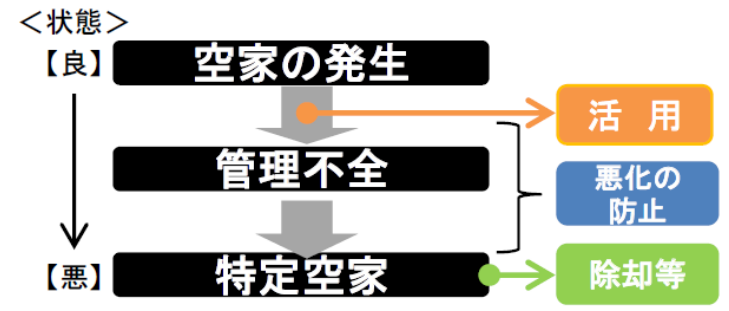 ＜状態＞
【良】
空家の発生
活 用
管理不全
悪化の
防止
【悪】
特定空家
除却等